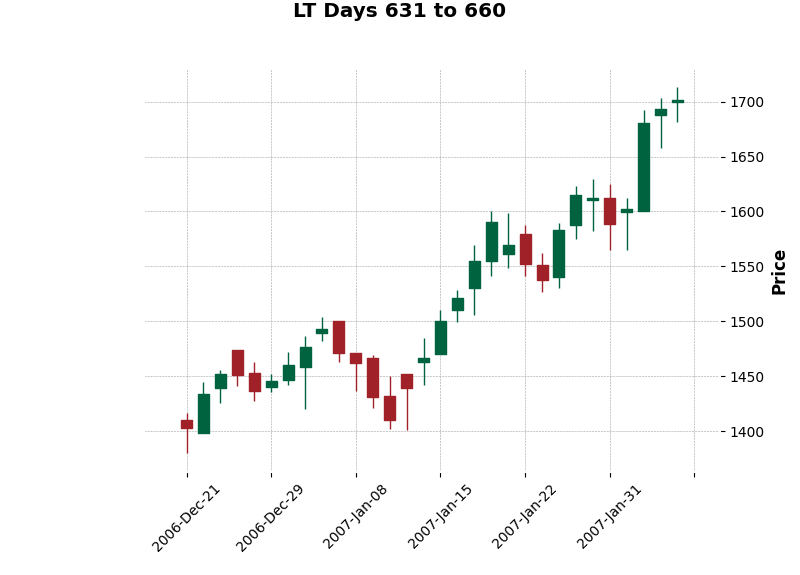 LT Days 631 to 660
1700
1650
1600
1550
1500
1450
1400
Price
2006-Dec-21
2006-Dec-29
2007-Jan-08
2007-Jan-15
2007-Jan-22
2007-Jan-31